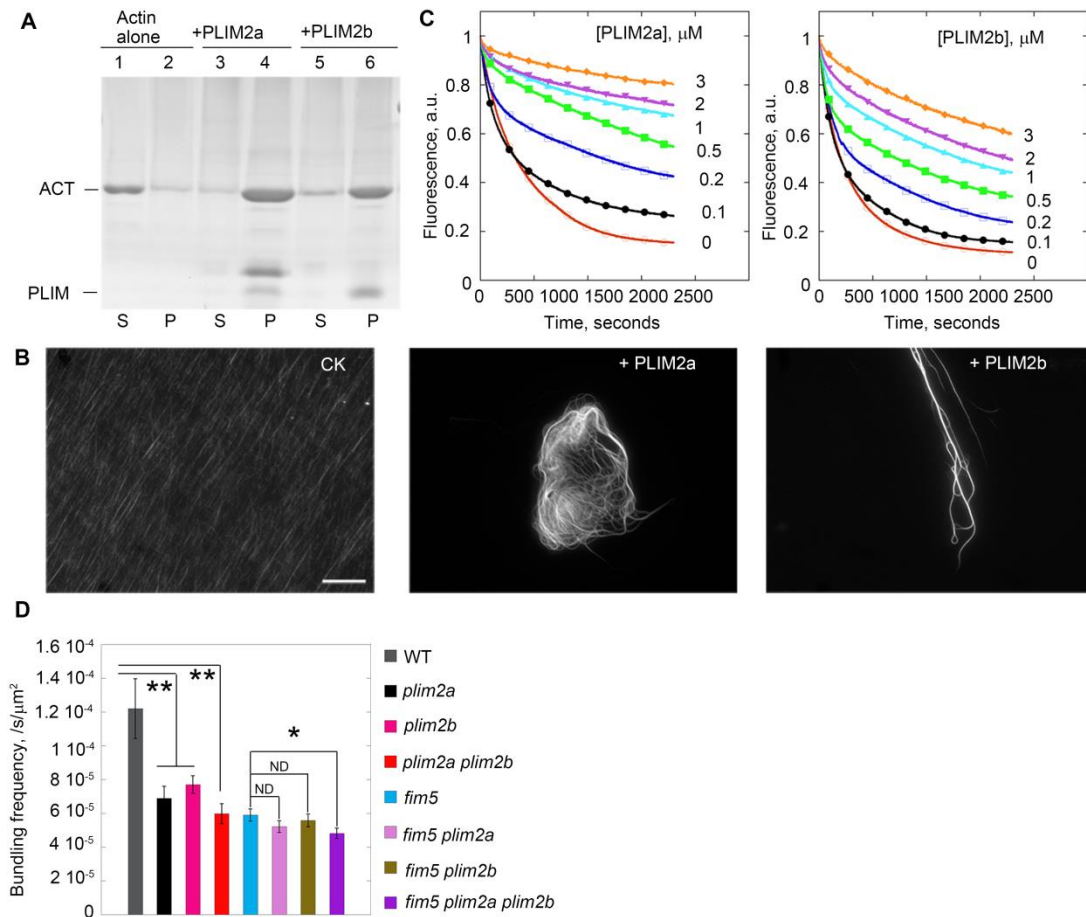 A
Actin alone +PLIM2a +PLIM2b
1 2 3 4 5 6
ACT
PLIM
S P S P S P
C
[PLIM2a], μM
1
0.8
0.6
0.4
0.2
0
Fluorescence, a.u.
3
2
1
0.5
0.2
0.1
0
0 500 1000 1500 2000 2500
Time, seconds
[PLIM2b], μM
1
0.8
0.6
0.4
0.2
0
Fluorescence, a.u.
3
2
1
0.5
0.2
0.1
0
0 500 1000 1500 2000 2500
Time, seconds
B
CK
+ PLIM2a
+ PLIM2b
D
Bundling frequency, /s/μm²
1.6 10⁻⁴
1.4 10⁻⁴
1.2 10⁻⁴
1 10⁻⁴
8 10⁻⁵
6 10⁻⁵
4 10⁻⁵
2 10⁻⁵
0
**
**
*
ND
ND
WT
plim2a
plim2b
plim2a plim2b
fim5
fim5 plim2a
fim5 plim2b
fim5 plim2a plim2b